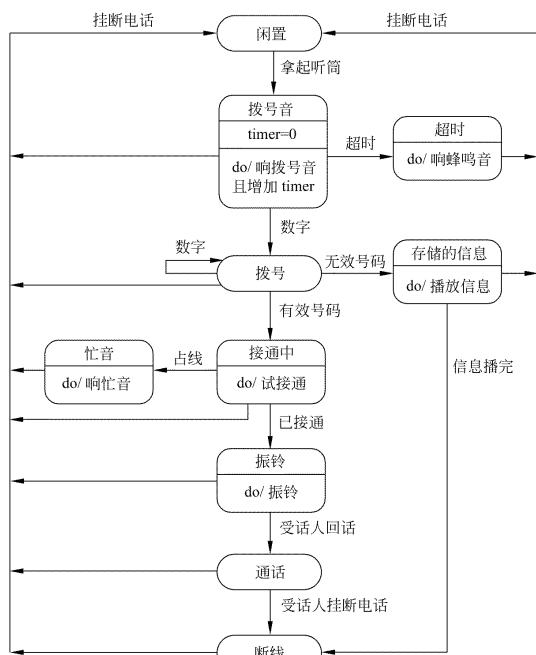 挂断电话
闲置
挂断电话
拿起听筒
拨号音
timer=0
do/响拨号音
且增加 timer
超时
超时
do/响蜂鸣音
数字
数字
拨号
无效号码
存储的信息
do/播放信息
有效号码
忙音
do/响忙音
占线
接通中
do/试接通
信息播完
已接通
振铃
do/振铃
受话人回话
通话
受话人挂断电话
断线